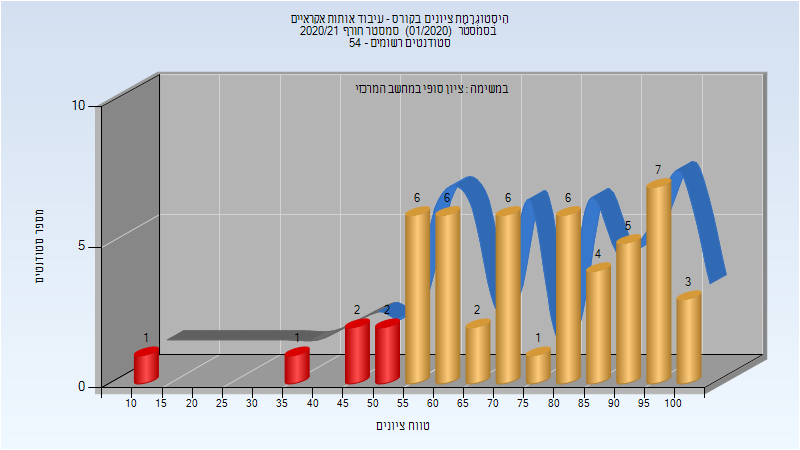 היסטוגרמת ציונים בקורס - עיבוד אותות אקראיים
בסמסטר (01/2020) סמסטר חורף 2020/21
סטודנטים רשומים - 54
במשימה : ציון סופי במחשב המרכזי
מספר סטודנטים
10
5
0
1
1
2
2
6
6
2
6
1
6
4
5
7
3
10 15 20 25 30 35 40 45 50 55 60 65 70 75 80 85 90 95 100
טווח ציונים